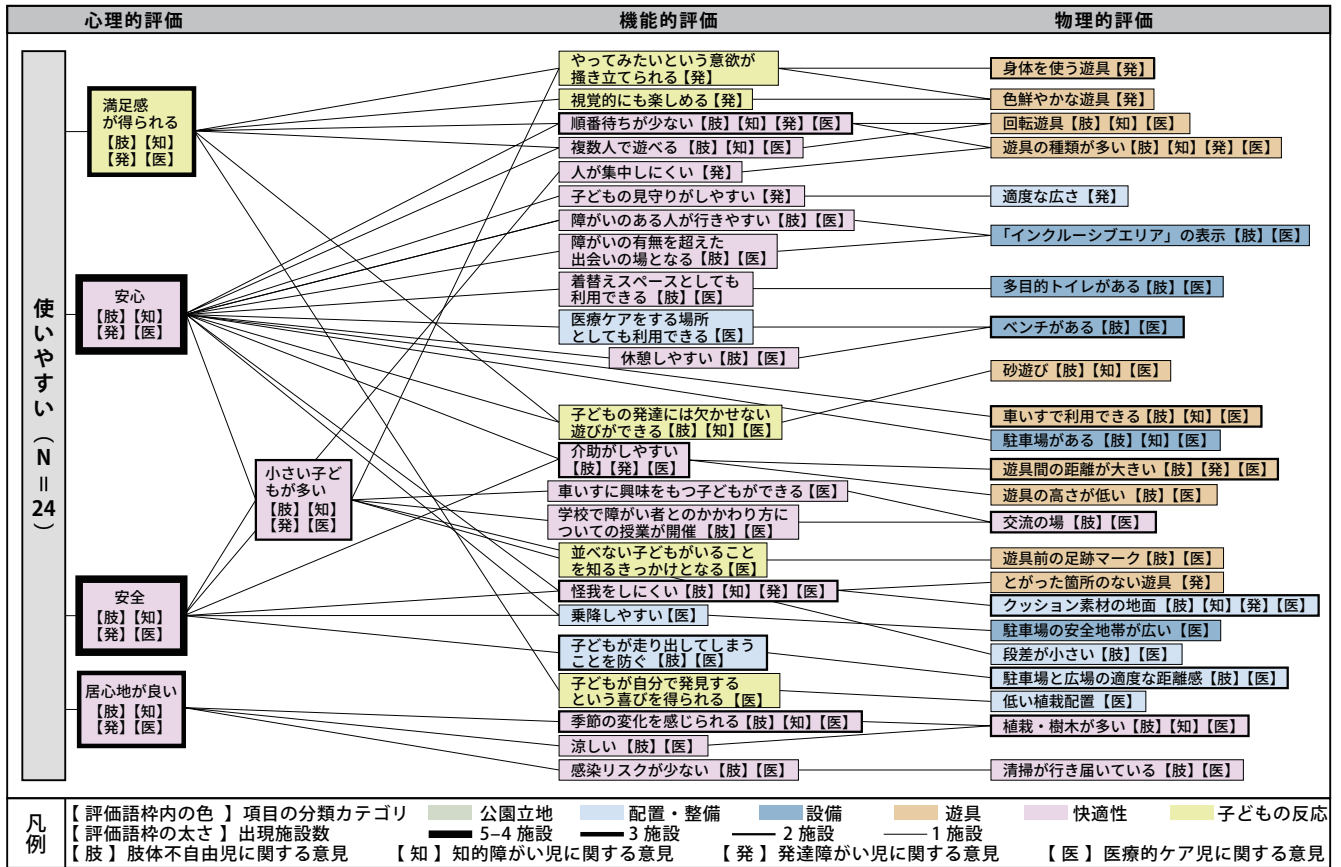 心理的評価
機能的評価
物理的評価
使いやすい（N＝24）
満足感
が得られる
【肢】【知】
【発】【医】
安心
【肢】【知】
【発】【医】
小さい子ど
もが多い
【肢】【知】
【発】【医】
安全
【肢】【知】
【発】【医】
居心地が良い
【肢】【知】
【発】【医】
やってみたいという意欲が
掻き立てられる【発】
視覚的にも楽しめる【発】
順番待ちが少ない【肢】【知】【発】【医】
複数人で遊べる【肢】【知】【医】
人が集中しにくい【発】
子どもの見守りがしやすい【発】
障がいのある人が行きやすい【肢】【医】
障がいの有無を超えた
出会いの場となる【肢】【医】
着替えスペースとしても
利用できる【肢】【医】
医療ケアをする場所
としても利用できる【医】
休憩しやすい【肢】【医】
子どもの発達には欠かせない
遊びができる【肢】【知】【医】
介助がしやすい
【肢】【発】【医】
車いすに興味をもつ子どもができる【医】
学校で障がい者とのかかわり方に
ついての授業が開催【肢】【医】
並べない子どもがいること
を知るきっかけとなる【医】
怪我をしにくい【肢】【知】【発】【医】
乗降しやすい【医】
子どもが走り出してしまう
ことを防ぐ【肢】【医】
子どもが自分で発見する
という喜びを得られる【医】
季節の変化を感じられる【肢】【知】【医】
涼しい【肢】【医】
感染リスクが少ない【肢】【医】
身体を使う遊具【発】
色鮮やかな遊具【発】
回転遊具【肢】【知】【医】
遊具の種類が多い【肢】【知】【発】【医】
適度な広さ【発】
「インクルーシブエリア」の表示【肢】【医】
多目的トイレがある【肢】【医】
ベンチがある【肢】【医】
砂遊び【肢】【知】【医】
車いすで利用できる【肢】【知】【医】
駐車場がある【肢】【知】【医】
遊具間の距離が大きい【肢】【発】【医】
遊具の高さが低い【肢】【医】
交流の場【肢】【医】
遊具前の足跡マーク【肢】【医】
とがった箇所のない遊具【発】
クッション素材の地面【肢】【知】【発】【医】
駐車場の安全地帯が広い【医】
段差が小さい【肢】【医】
駐車場と広場の適度な距離感【肢】【医】
低い植栽配置【医】
植栽・樹木が多い【肢】【知】【医】
清掃が行き届いている【肢】【医】
凡例
【 評価語枠内の色 】項目の分類カテゴリ 公園立地 配置・整備 設備 遊具 快適性 子どもの反応
【 評価語枠の太さ 】出現施設数 5–4 施設 3 施設 2 施設 1 施設
【 肢 】肢体不自由児に関する意見 【 知 】知的障がい児に関する意見 【 発 】発達障がい児に関する意見 【 医 】医療的ケア児に関する意見